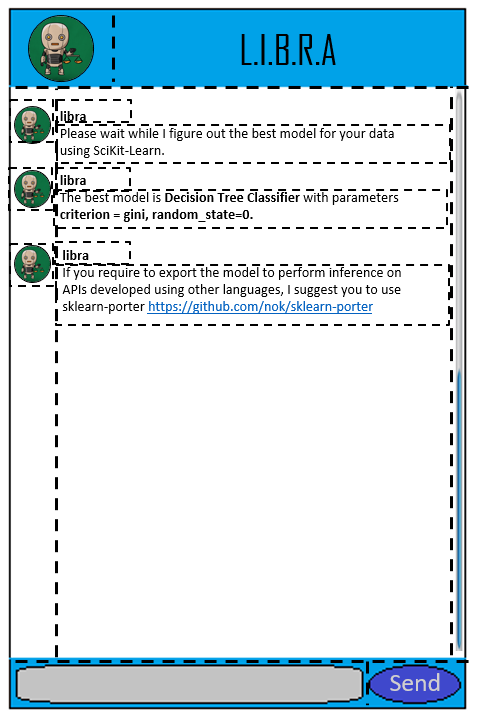 L.I.B.R.A
libra
Please wait while I figure out the best model for your data
using SciKit-Learn.
libra
The best model is Decision Tree Classifier with parameters
criterion = gini, random_state=0.
libra
If you require to export the model to perform inference on
APIs developed using other languages, I suggest you to use
sklearn-porter https://github.com/nok/sklearn-porter
Send